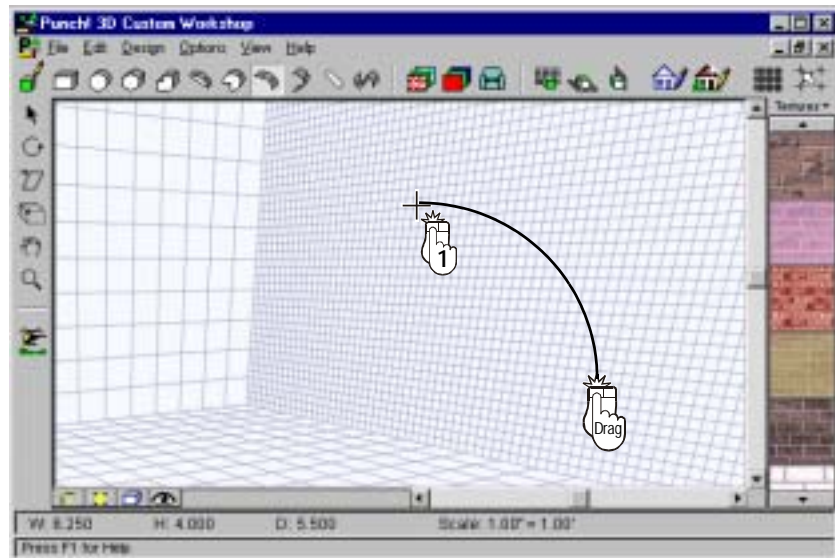 Punch! 3D Custom Workshop
File Edit Design Options View Help
Textures
1
Drag
W: 8.250 H: 4.000 D: 5.500 Scale: 1.00" = 1.00"
Press F1 for Help